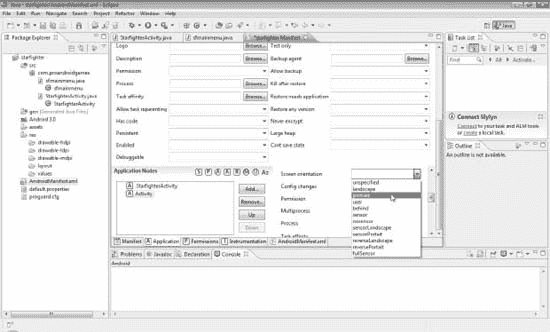 Java - starfighter/AndroidManifest.xml - Eclipse
File Edit Run Navigate Search Project Refactor Window Help
Java
Package Explorer
starfighter
src
com.proandroidgames
sfmainmenu.java
sfmainmenu
StarfighterActivity.java
StarfighterActivity
gen [Generated Java Files]
Android 3.0
assets
res
drawable-hdpi
drawable-ldpi
drawable-mdpi
layout
values
AndroidManifest.xml
default.properties
proguard.cfg
StarfighterActivity.java
sfmainmenu.java
*starfighter Manifest
Logo
Browse...
Test only
Description
Browse...
Backup agent
Browse...
Permission
Allow backup
Process
Browse...
Kill after restore
Task affinity
Browse...
Restore needs application
Allow task reparenting
Restore any version
Has code
Never encrypt
Persistent
Large heap
Enabled
Cant save state
Debuggable
Application Nodes
S P A A R M U Az
StarfighterActivity
Activity
Add...
Remove...
Up
Down
Screen orientation
Config changes
Permission
Multiprocess
Process
Task affinity
unspecified
landscape
portrait
user
behind
sensor
nosensor
sensorLandscape
sensorPortait
reverseLandscape
reversePortait
fullSensor
Manifest
Application
Permissions
Instrumentation
AndroidManifest.xml
Problems
Javadoc
Declaration
Console
Android
Task List
Find
All
Activate...
Connect Mylyn
Connect to your task and ALM tools
or create a local task.
Outline
An outline is not available.